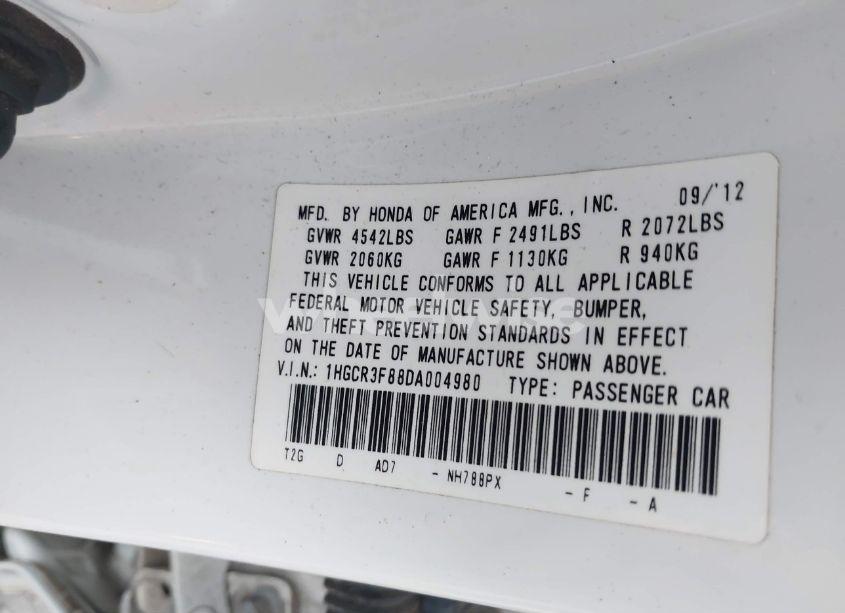 MFD. BY HONDA OF AMERICA MFG., INC. 09/'12
GVWR 4542LBS GAWR F 2491LBS R 2072LBS
GVWR 2060KG GAWR F 1130KG R 940KG
THIS VEHICLE CONFORMS TO ALL APPLICABLE
FEDERAL MOTOR VEHICLE SAFETY, BUMPER,
AND THEFT PREVENTION STANDARDS IN EFFECT
ON THE DATE OF MANUFACTURE SHOWN ABOVE.
V.I.N.: 1HGCR3F88DA004980 TYPE: PASSENGER CAR
T2G D AD7 - NH788PX - F - A